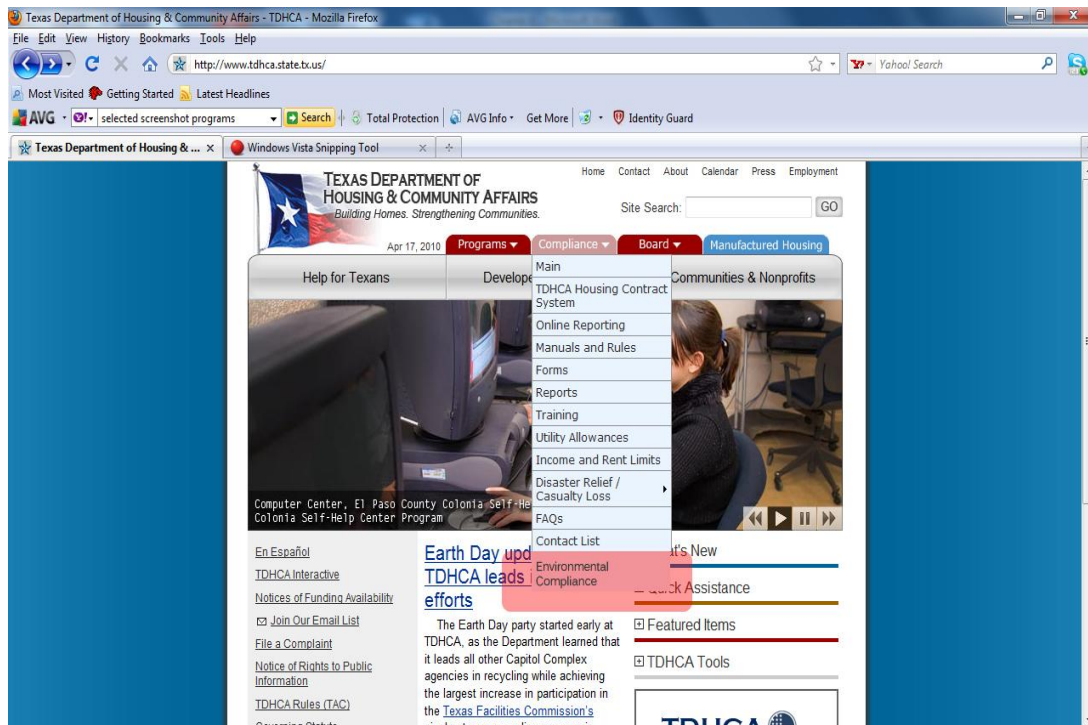 Texas Department of Housing & Community Affairs - TDHCA - Mozilla Firefox
File Edit View History Bookmarks Tools Help
http://www.tdhca.state.tx.us/
Yahoo! Search
Most Visited Getting Started Latest Headlines
AVG selected screenshot programs Search Total Protection AVG Info Get More Identity Guard
Texas Department of Housing & ... Windows Vista Snipping Tool
Home Contact About Calendar Press Employment
TEXAS DEPARTMENT OF
HOUSING & COMMUNITY AFFAIRS
Building Homes. Strengthening Communities.
Site Search: GO
Apr 17, 2010 Programs Compliance Board Manufactured Housing
Help for Texans Develope Communities & Nonprofits
Main
TDHCA Housing Contract
System
Online Reporting
Manuals and Rules
Forms
Reports
Training
Utility Allowances
Income and Rent Limits
Disaster Relief /
Casualty Loss
FAQs
Contact List
Environmental
Compliance
Computer Center, El Paso County Colonia Self-He
Colonia Self-Help Center Program
En Español
TDHCA Interactive
Notices of Funding Availability
Join Our Email List
File a Complaint
Notice of Rights to Public
Information
TDHCA Rules (TAC)
Earth Day upd
TDHCA leads i
efforts
The Earth Day party started early at
TDHCA, as the Department learned that
it leads all other Capitol Complex
agencies in recycling while achieving
the largest increase in participation in
the Texas Facilities Commission's
at's New
Quick Assistance
Featured Items
TDHCA Tools
TDHCA